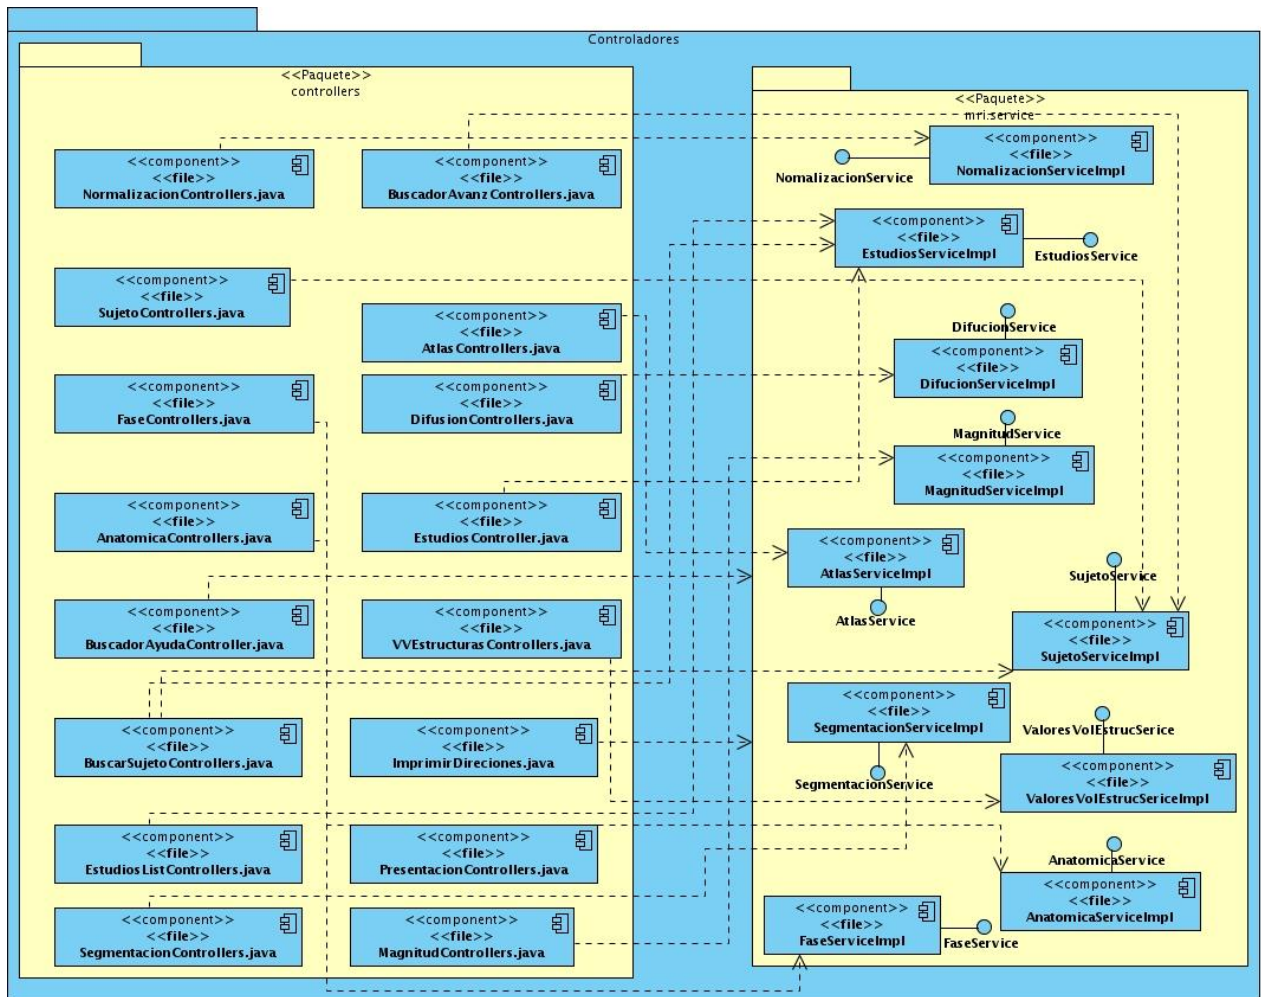 Controladores
<<Paquete>>
controllers
<<component>>
<<file>>
NormalizacionControllers.java
<<component>>
<<file>>
BuscadorAvanzControllers.java
<<component>>
<<file>>
SujetoControllers.java
<<component>>
<<file>>
AtlasControllers.java
<<component>>
<<file>>
FaseControllers.java
<<component>>
<<file>>
DifusionControllers.java
<<component>>
<<file>>
AnatomicaControllers.java
<<component>>
<<file>>
EstudiosController.java
<<component>>
<<file>>
BuscadorAyudaController.java
<<component>>
<<file>>
VVEstructurasControllers.java
<<component>>
<<file>>
BuscarSujetoControllers.java
<<component>>
<<file>>
ImprimirDireciones.java
<<component>>
<<file>>
EstudiosListControllers.java
<<component>>
<<file>>
PresentacionControllers.java
<<component>>
<<file>>
SegmentacionControllers.java
<<component>>
<<file>>
MagnitudControllers.java
<<Paquete>>
mri.service
<<component>>
<<file>>
NomalizacionServiceImpl
NomalizacionService
<<component>>
<<file>>
EstudiosServiceImpl
EstudiosService
DifucionService
<<component>>
<<file>>
DifucionServiceImpl
MagnitudService
<<component>>
<<file>>
MagnitudServiceImpl
<<component>>
<<file>>
AtlasServiceImpl
AtlasService
SujetoService
<<component>>
<<file>>
SujetoServiceImpl
<<component>>
<<file>>
SegmentacionServiceImpl
SegmentacionService
ValoresVolEstrucSerice
<<component>>
<<file>>
ValoresVolEstrucSericeImpl
AnatomicaService
<<component>>
<<file>>
AnatomicaServiceImpl
<<component>>
<<file>>
FaseServiceImpl
FaseService